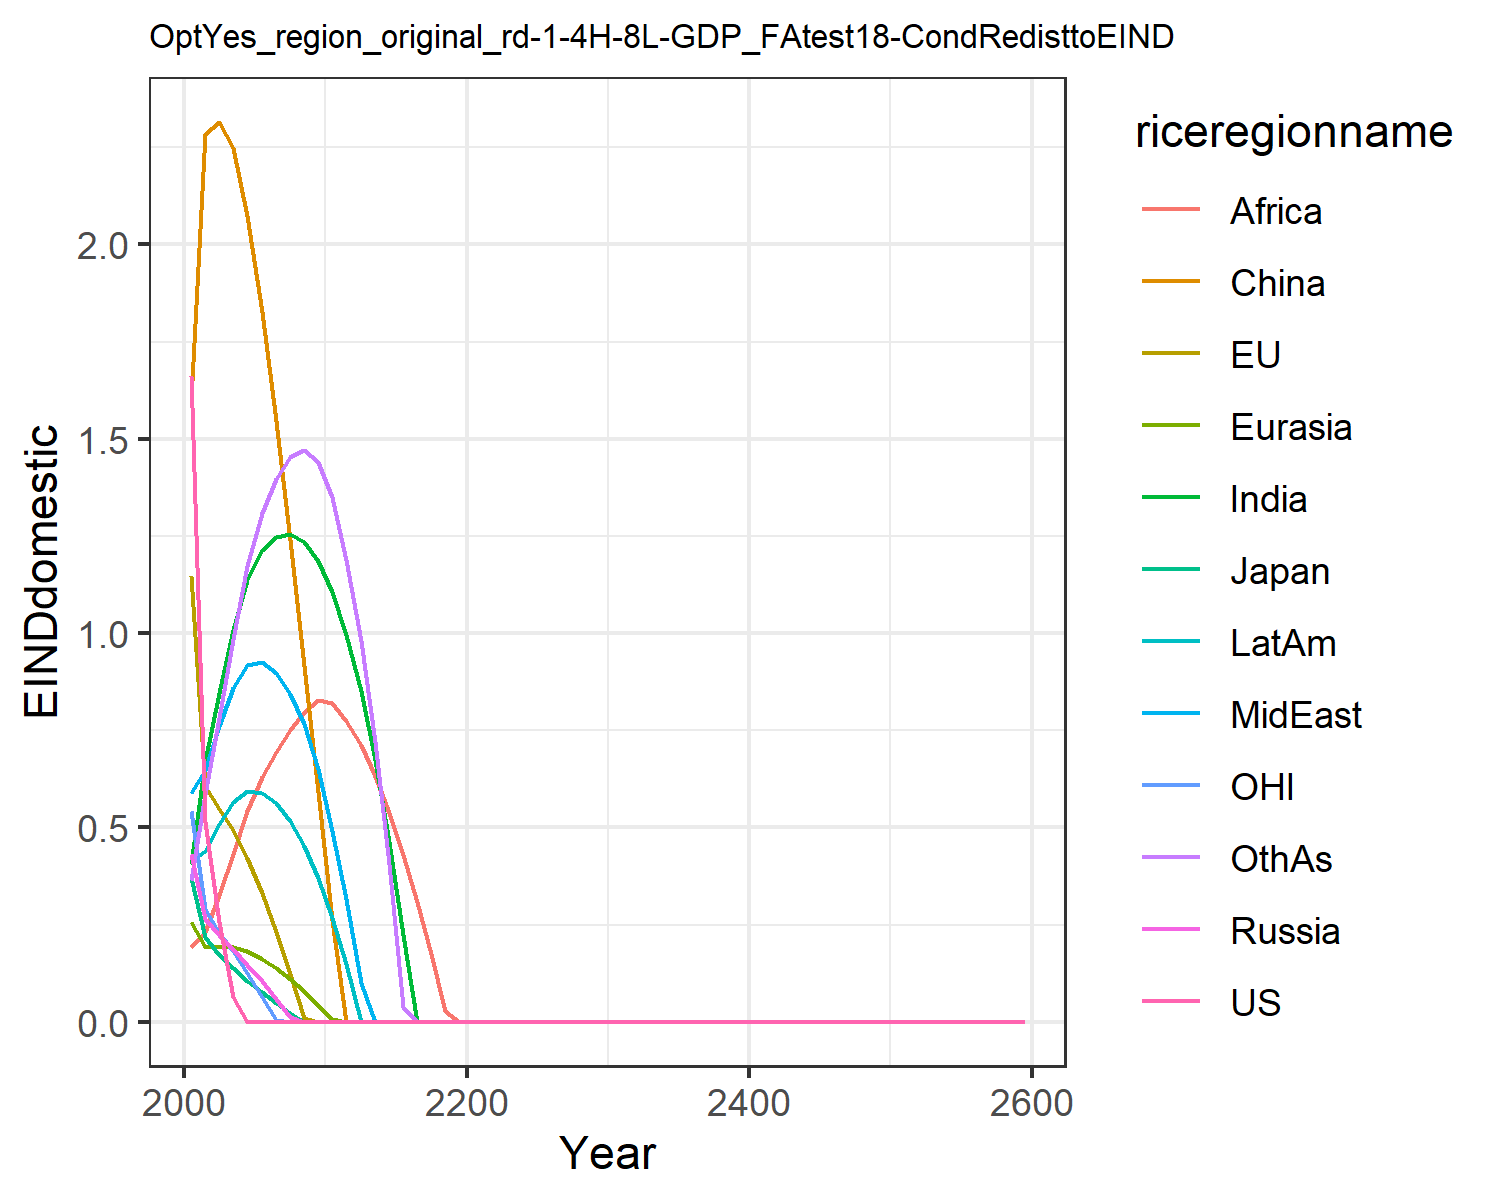 OptYes_region_original_rd-1-4H-8L-GDP_FAtest18-CondRedisttoEIND
EINDdomestic
2.0
1.5
1.0
0.5
0.0
2000
2200
2400
2600
Year
riceregionname
Africa
China
EU
Eurasia
India
Japan
LatAm
MidEast
OHI
OthAs
Russia
US